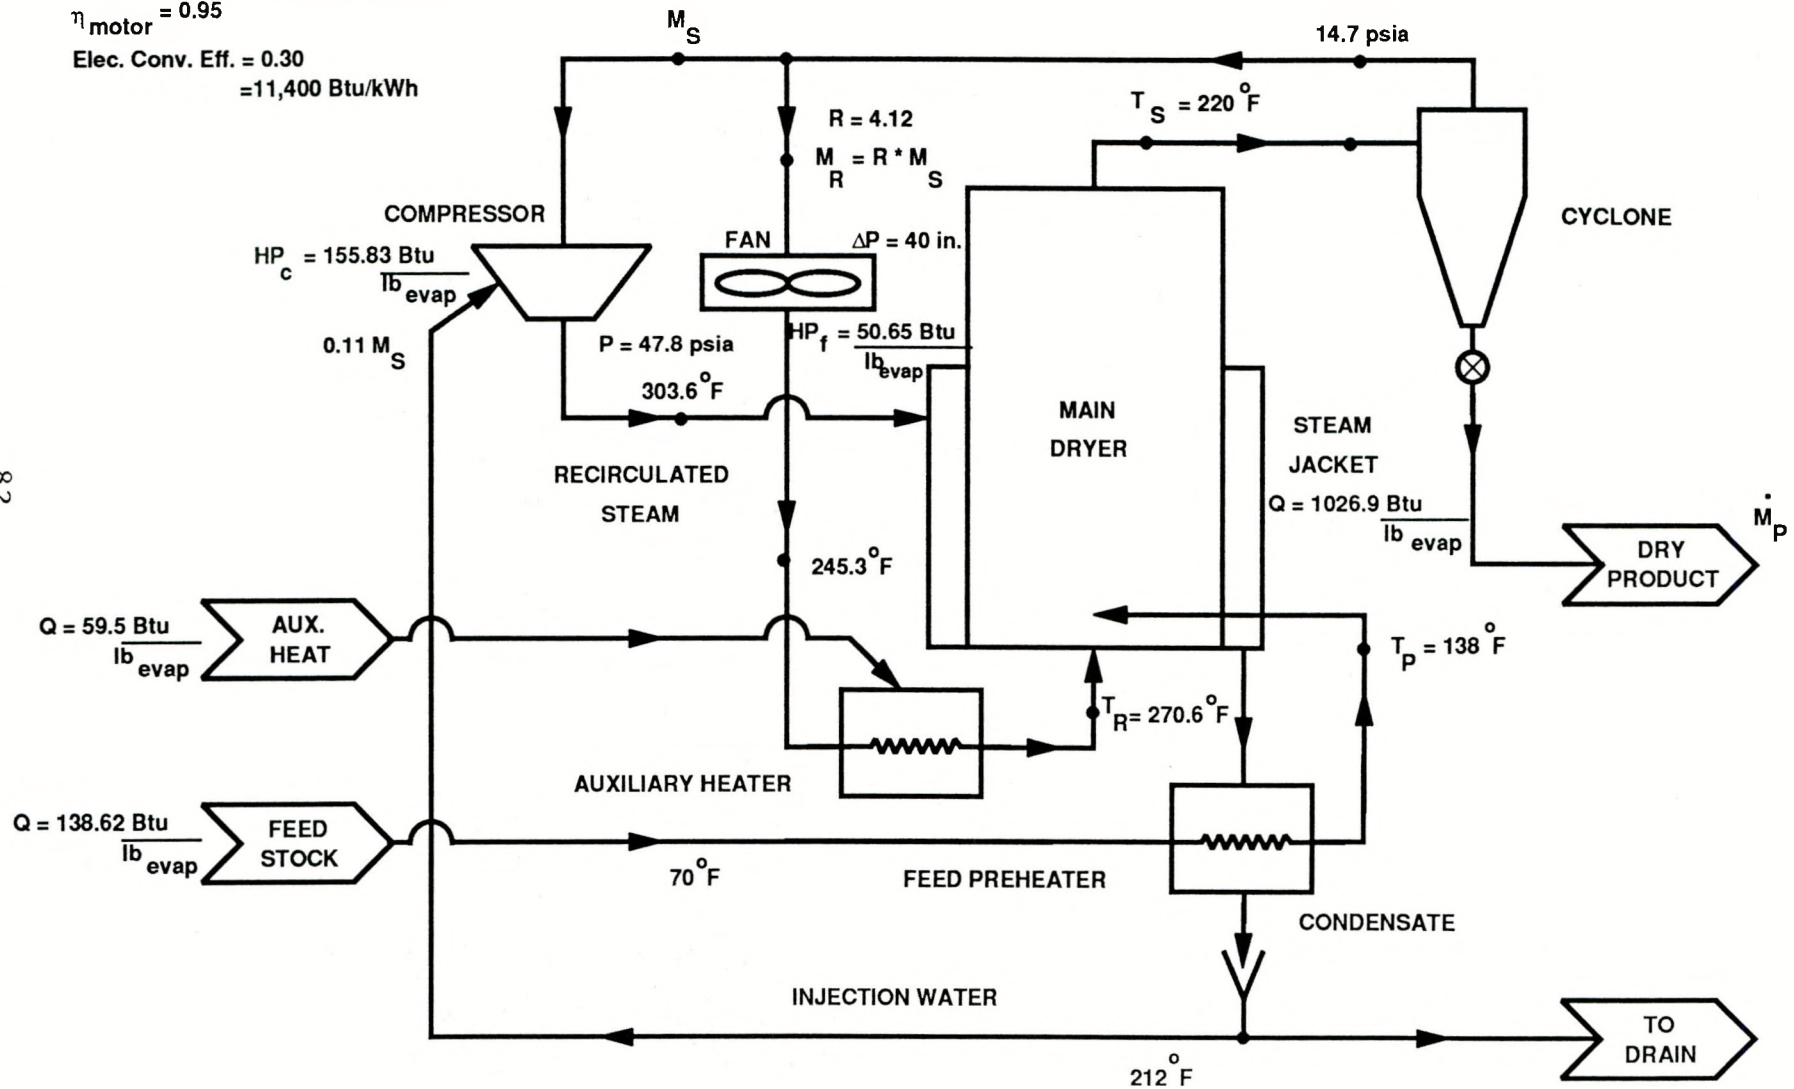 η motor = 0.95
Elec. Conv. Eff. = 0.30
=11,400 Btu/kWh
M S
14.7 psia
T S = 220 °F
R = 4.12
M R = R * M S
COMPRESSOR
HP c = 155.83 Btu
lb evap
FAN
ΔP = 40 in.
CYCLONE
0.11 M S
P = 47.8 psia
HP f = 50.65 Btu
lb evap
303.6 °F
MAIN
DRYER
STEAM
JACKET
Q = 1026.9 Btu
lb evap
RECIRCULATED
STEAM
82
Ṁ P
DRY
PRODUCT
245.3 °F
Q = 59.5 Btu
lb evap
AUX.
HEAT
T P = 138 °F
T R = 270.6 °F
AUXILIARY HEATER
Q = 138.62 Btu
lb evap
FEED
STOCK
70 °F
FEED PREHEATER
CONDENSATE
INJECTION WATER
TO
DRAIN
212 °F